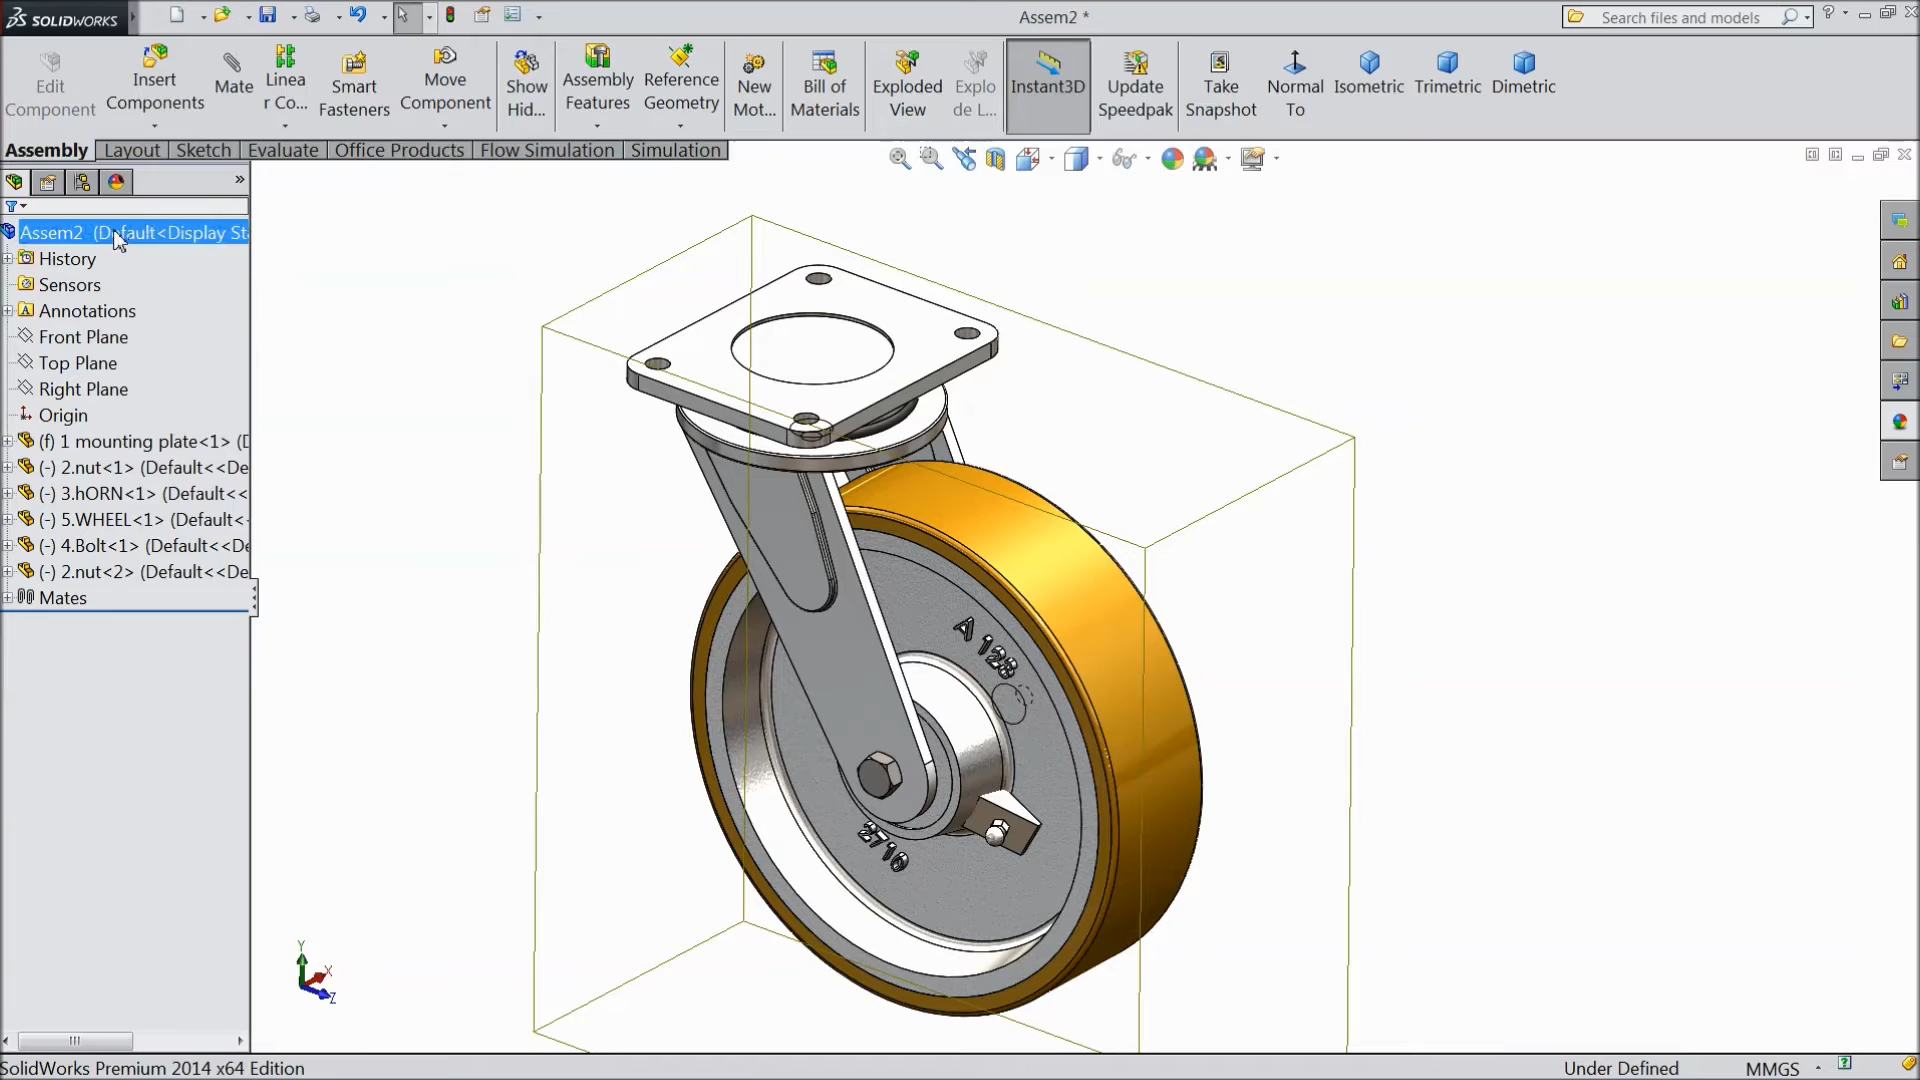 SOLIDWORKS
Assem2 *
Search files and models
Edit Component
Insert Components
Mate
Linea r Co...
Smart Fasteners
Move Component
Show Hid...
Assembly Features
Reference Geometry
New Mot...
Bill of Materials
Exploded View
Explo de L...
Instant3D
Update Speedpak
Take Snapshot
Normal To
Isometric
Trimetric
Dimetric
Assembly
Layout
Sketch
Evaluate
Office Products
Flow Simulation
Simulation
Assem2 (Default<Display Sta
History
Sensors
Annotations
Front Plane
Top Plane
Right Plane
Origin
(f) 1 mounting plate<1> (D
(-) 2.nut<1> (Default<<De
(-) 3.hORN<1> (Default<<
(-) 5.WHEEL<1> (Default<
(-) 4.Bolt<1> (Default<<De
(-) 2.nut<2> (Default<<De
Mates
A 128
2710
Y
X
Z
SolidWorks Premium 2014 x64 Edition
Under Defined
MMGS